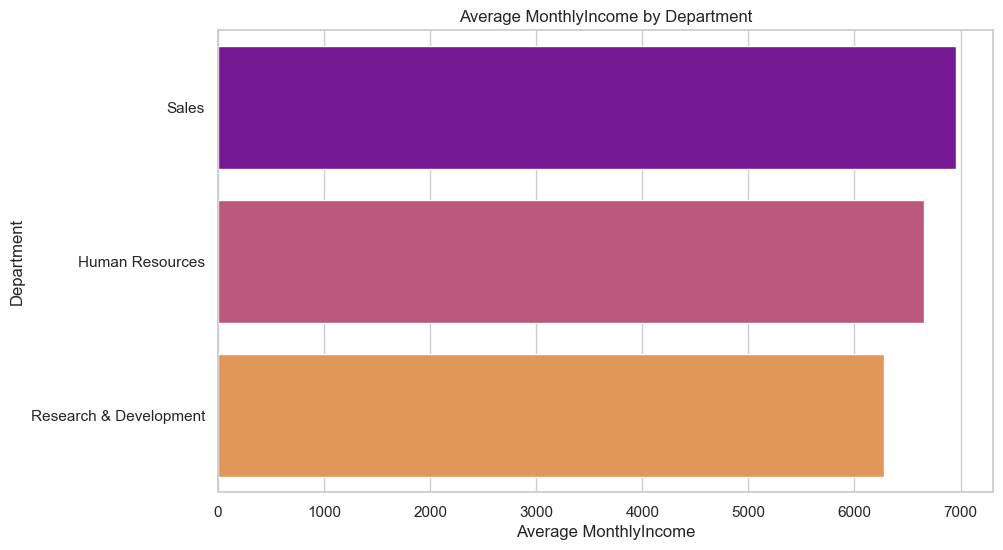 Average MonthlyIncome by Department
Sales
Human Resources
Research & Development
Department
0 1000 2000 3000 4000 5000 6000 7000
Average MonthlyIncome